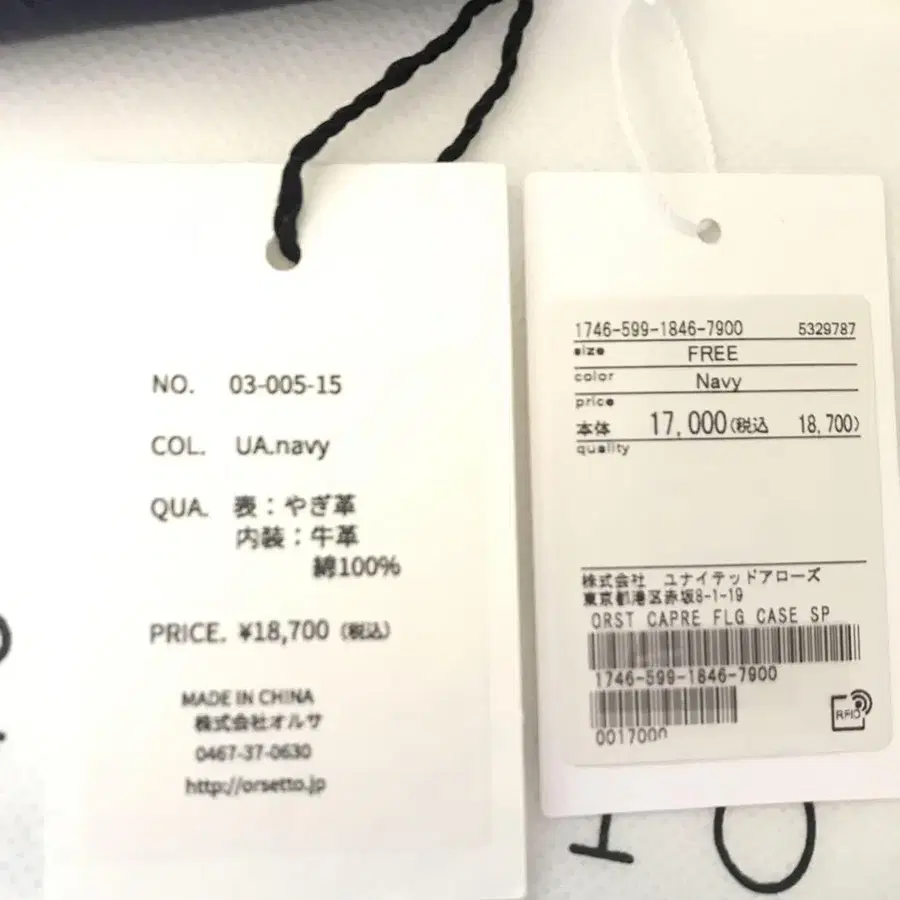 NO. 03-005-15
COL. UA.navy
QUA. 表：やぎ革
内装：牛革
綿100%
PRICE. ¥18,700（税込）
MADE IN CHINA
株式会社オルサ
0467-37-0630
http://orsetto.jp
1746-599-1846-7900 5329787
size FREE
color Navy
price
本体 17,000(税込 18,700)
quality
株式会社 ユナイテッドアローズ
東京都港区赤坂8-1-19
ORST CAPRE FLG CASE SP
1746-599-1846-7900
0017000
RFID